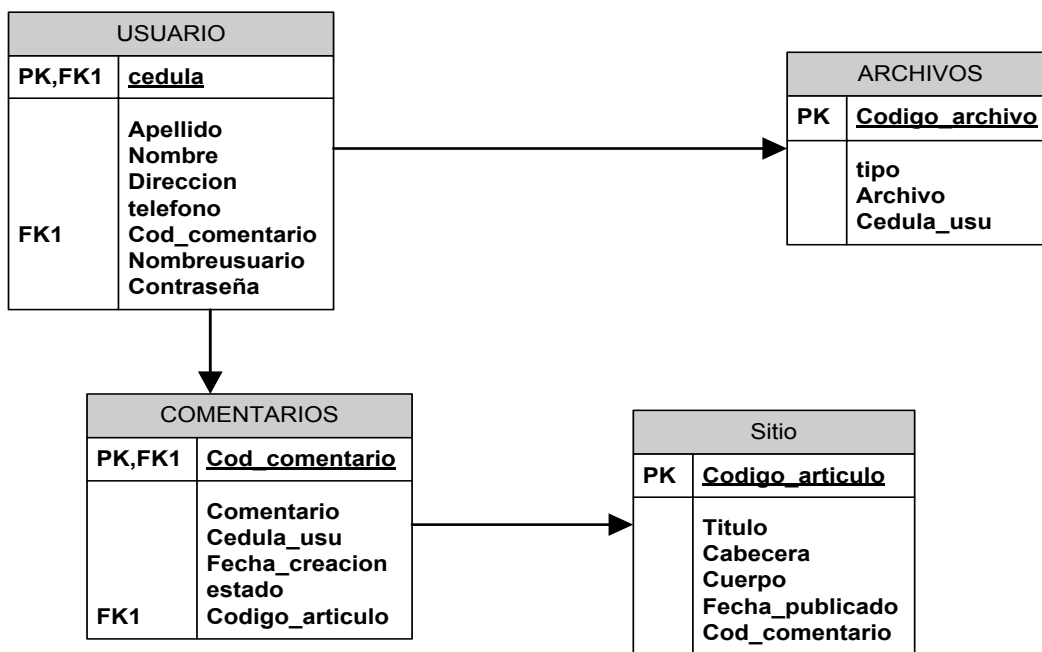 USUARIO
PK,FK1 cedula
Apellido
Nombre
Direccion
telefono
FK1 Cod_comentario
Nombreusuario
Contraseña
ARCHIVOS
PK Codigo_archivo
tipo
Archivo
Cedula_usu
COMENTARIOS
PK,FK1 Cod_comentario
Comentario
Cedula_usu
Fecha_creacion
estado
FK1 Codigo_articulo
Sitio
PK Codigo_articulo
Titulo
Cabecera
Cuerpo
Fecha_publicado
Cod_comentario